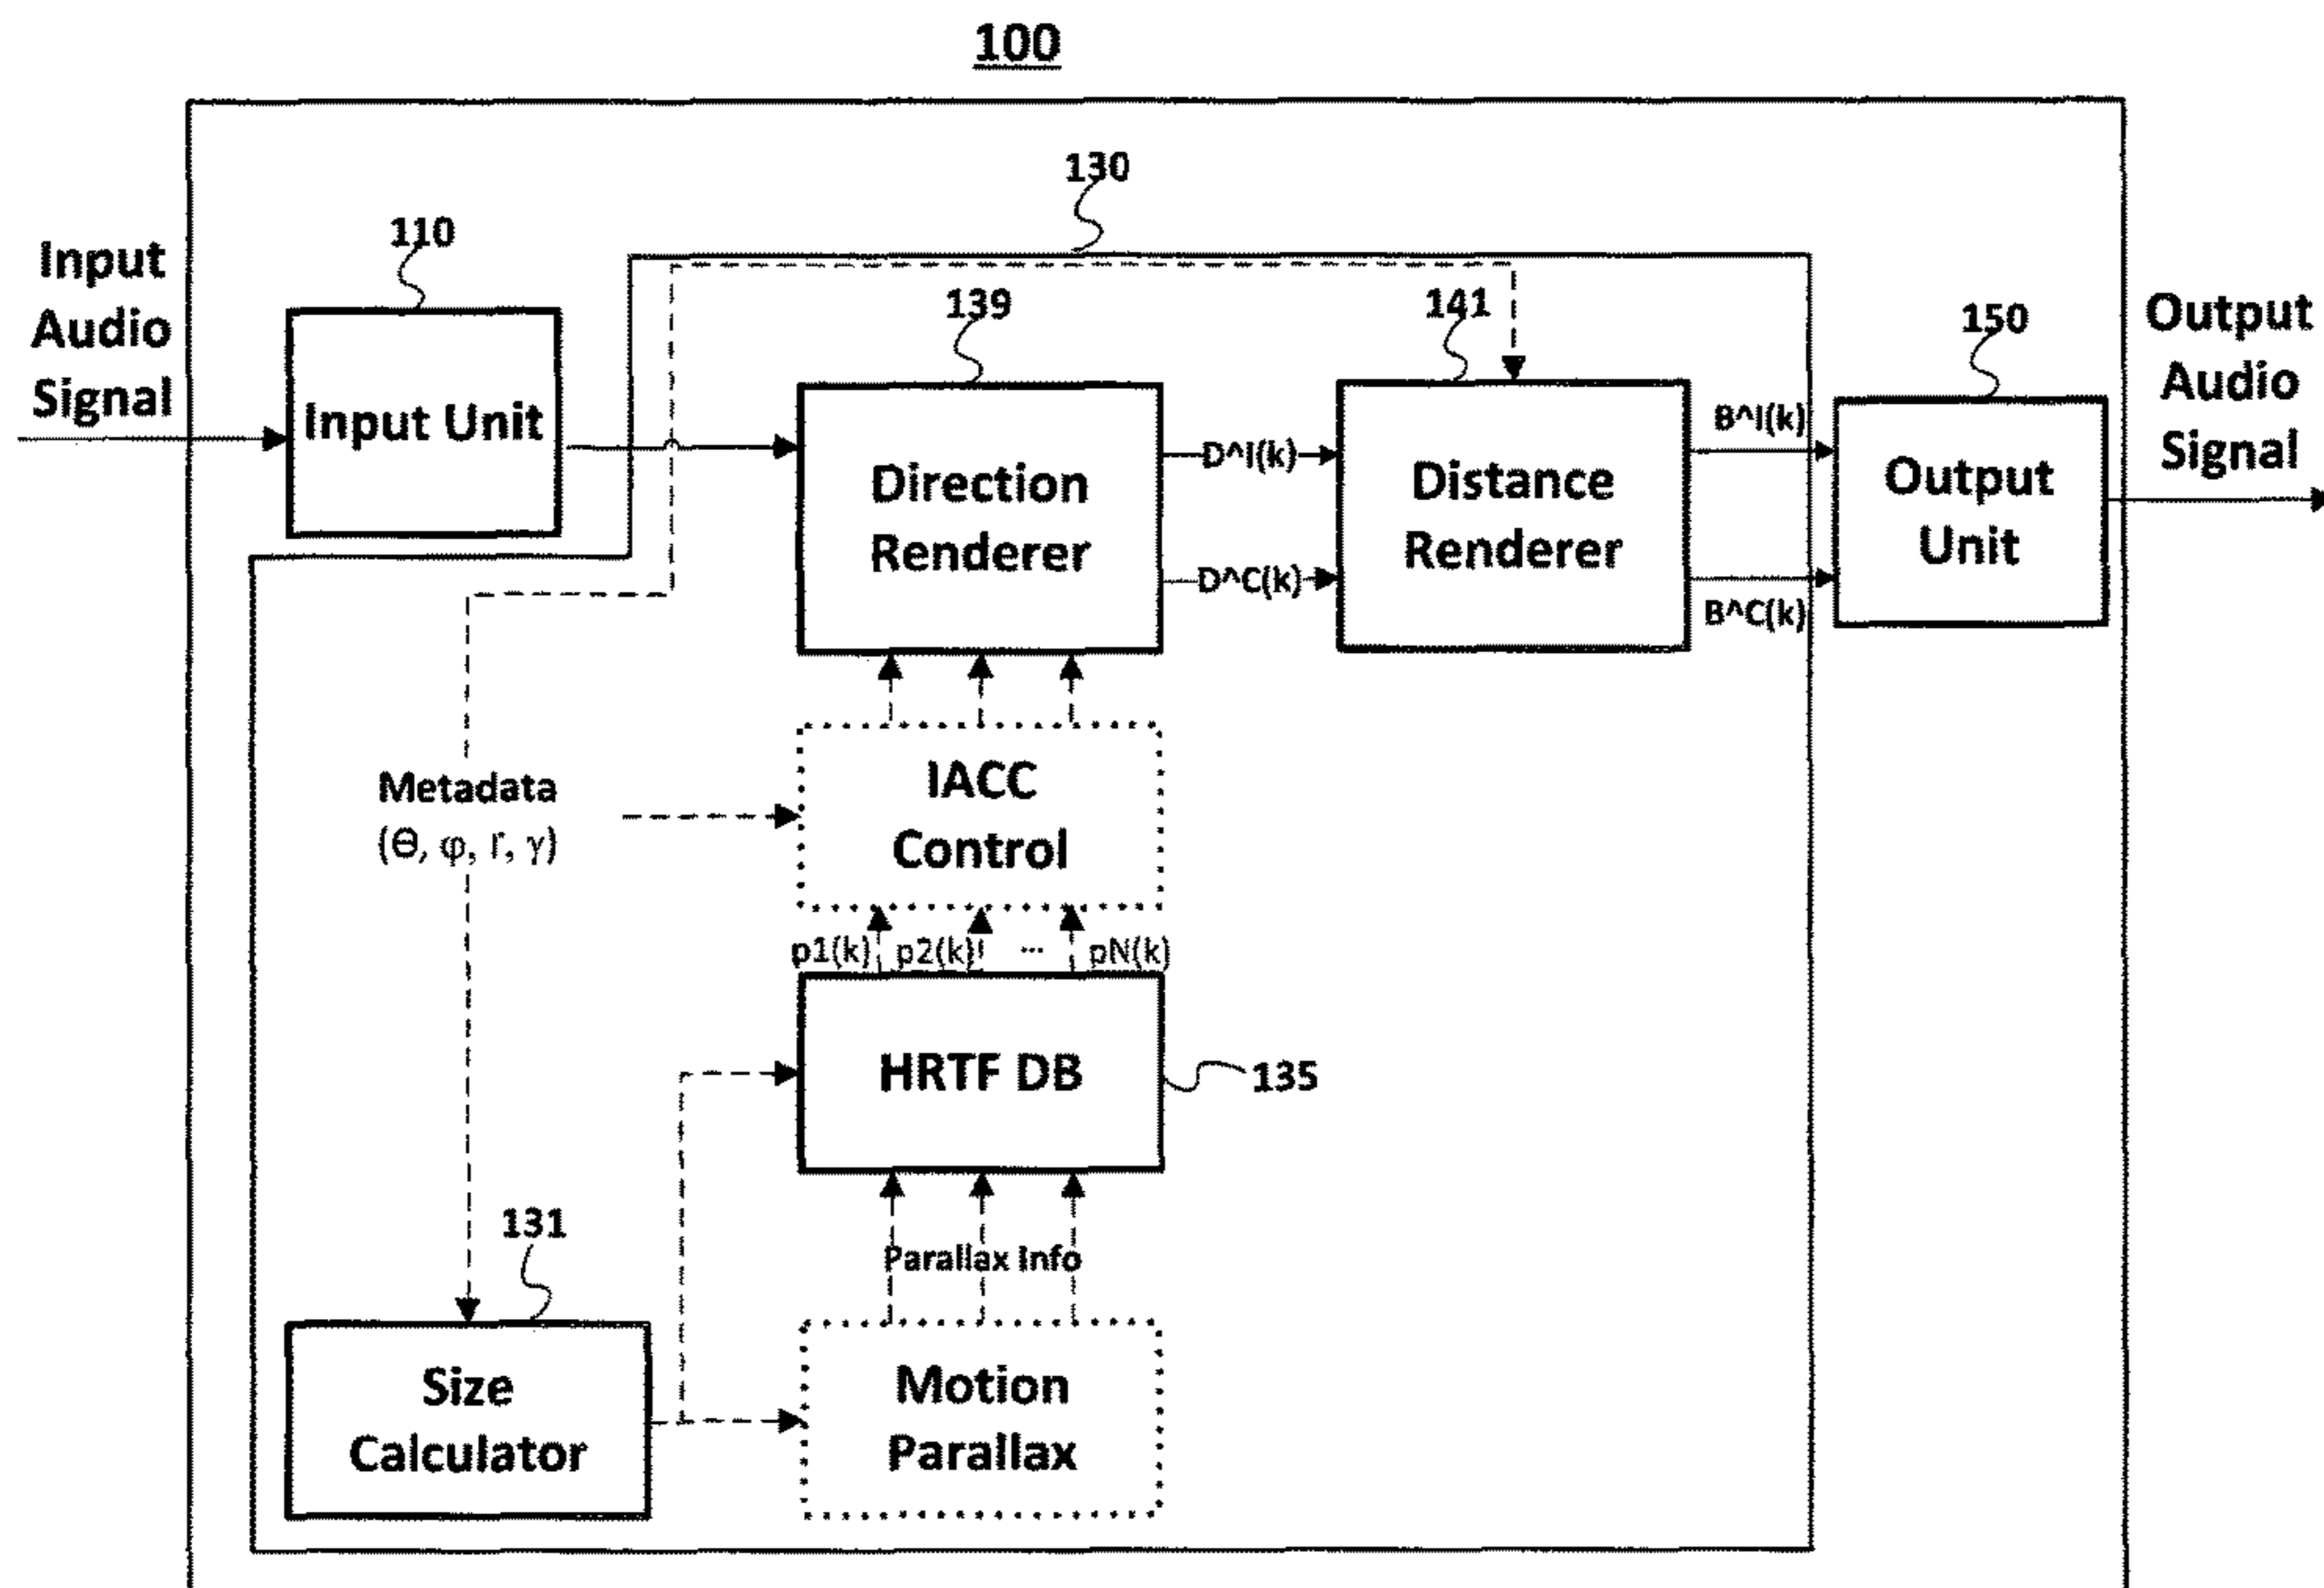 100
130
110
Input
Audio
Signal
139
141
150
Output
Audio
Signal
Input Unit
Direction
Renderer
D^I(k)
D^C(k)
Distance
Renderer
B^I(k)
B^C(k)
Output
Unit
Metadata
(Θ, φ, r, γ)
IACC
Control
p1(k) p2(k) ... pN(k)
HRTF DB
135
Parallax Info
131
Size
Calculator
Motion
Parallax